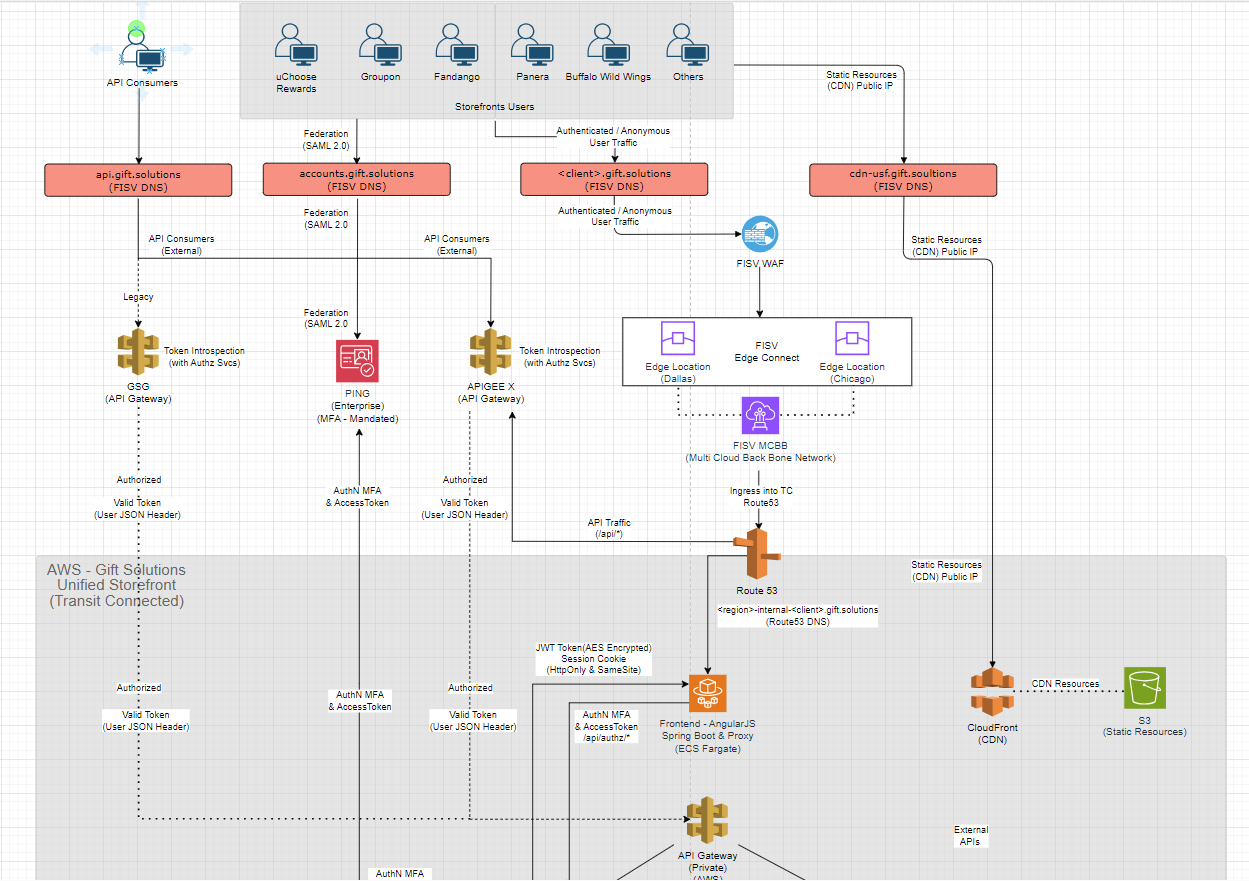 API Consumers
uChoose
Rewards
Groupon
Fandango
Panera
Buffalo Wild Wings
Others
Storefronts Users
Static Resources
(CDN) Public IP
Federation
(SAML 2.0)
Authenticated / Anonymous
User Traffic
api.gift.solutions
(FISV DNS)
accounts.gift.solutions
(FISV DNS)
<client>.gift.solutions
(FISV DNS)
cdn-usf.gift.soultions
(FISV DNS)
Federation
(SAML 2.0
Authenticated / Anonymous
User Traffic
API Consumers
(External)
API Consumers
(External)
FISV WAF
Static Resources
(CDN) Public IP
Legacy
Federation
(SAML 2.0
Token Introspection
(with Authz Svcs)
GSG
(API Gateway)
PING
(Enterprise)
(MFA - Mandated)
Token Introspection
(with Authz Svcs)
APIGEE X
(API Gateway)
Edge Location
(Dallas)
FISV
Edge Connect
Edge Location
(Chicago)
FISV MCBB
(Multi Cloud Back Bone Network)
Authorized
Valid Token
(User JSON Header)
AuthN MFA
& AccessToken
Authorized
Valid Token
(User JSON Header)
Ingress into TC
Route53
API Traffic
(/api/*)
AWS - Gift Solutions
Unified Storefront
(Transit Connected)
Route 53
<region>-internal-<client>.gift.solutions
(Route53 DNS)
Static Resources
(CDN) Public IP
JWT Token(AES Encrypted)
Session Cookie
(HttpOnly & SameSite)
Authorized
Valid Token
(User JSON Header)
AuthN MFA
& AccessToken
Authorized
Valid Token
(User JSON Header)
AuthN MFA
& AccessToken
/api/authz/*
Frontend - AngularJS
Spring Boot & Proxy
(ECS Fargate)
CDN Resources
CloudFront
(CDN)
S3
(Static Resources)
External
APIs
API Gateway
(Private)
(AWS)
AuthN MFA